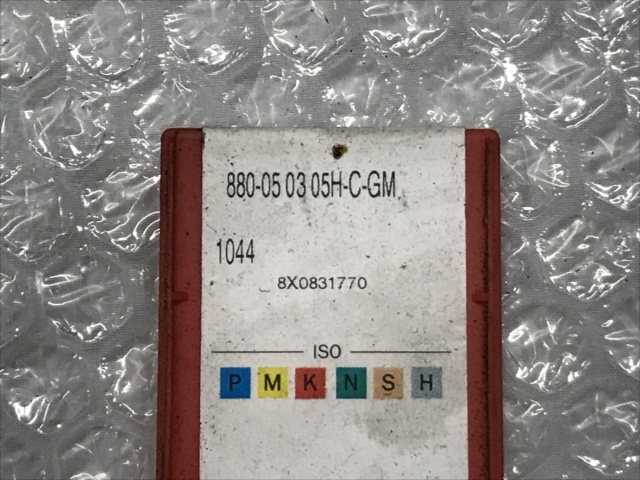 880-05 03 05H-C-GM
1044
8X0831770
ISO
P M K N S H